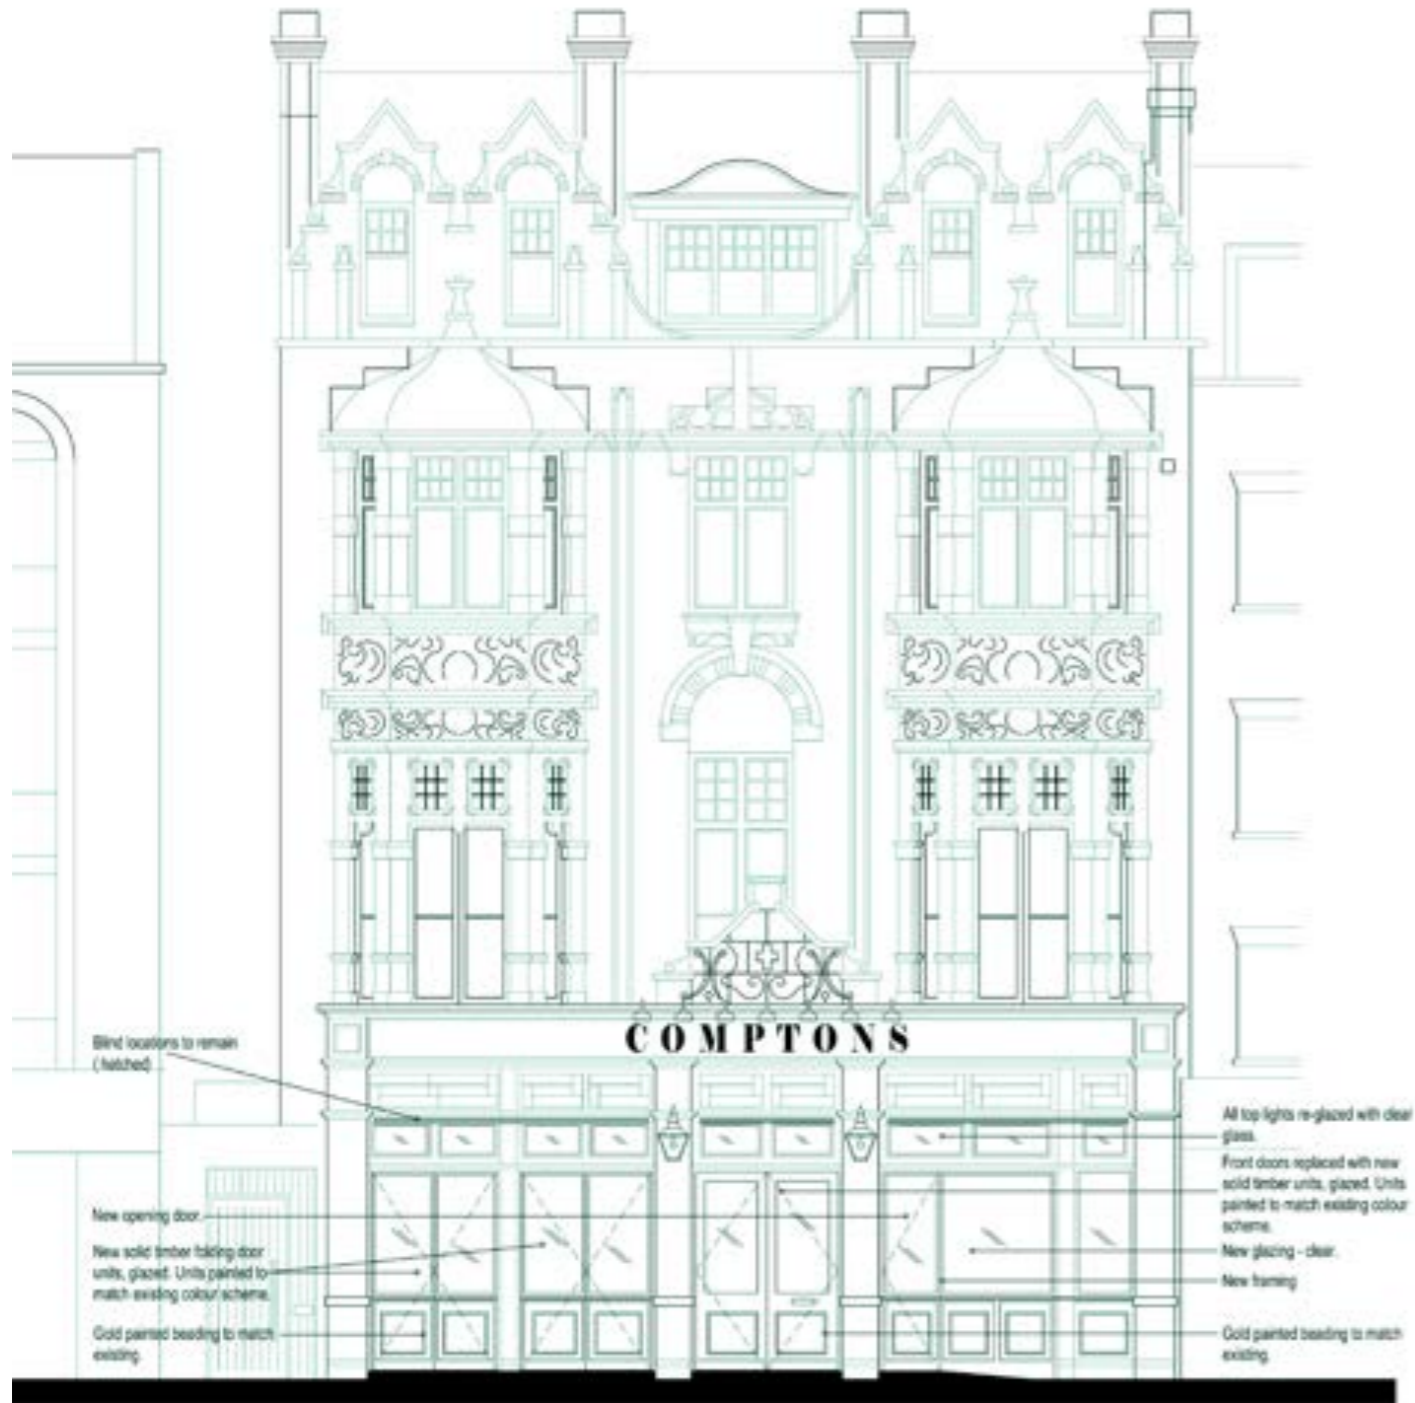 COMPTONS
Blind locations to remain
(hatched)
New opening door.
New solid timber folding door
units, glazed. Units painted to
match existing colour scheme.
Gold painted beading to match
existing.
All top lights re-glazed with clear
glass.
Front doors replaced with new
solid timber units, glazed. Units
painted to match existing colour
scheme.
New glazing - clear.
New framing
Gold painted beading to match
existing.